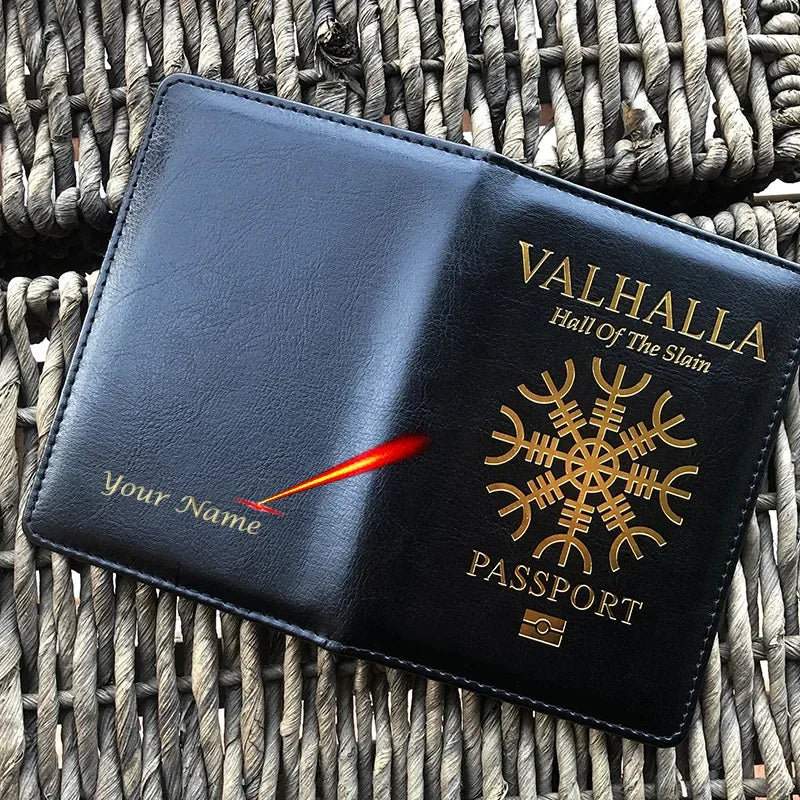 Your Name
VALHALLA
Hall Of The Slain
PASSPORT